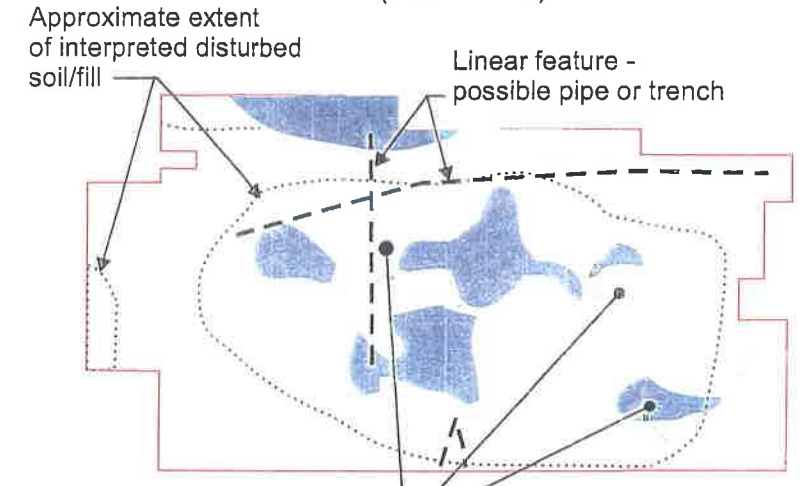 Approximate extent
of interpreted disturbed
soil/fill
Linear feature -
possible pipe or trench